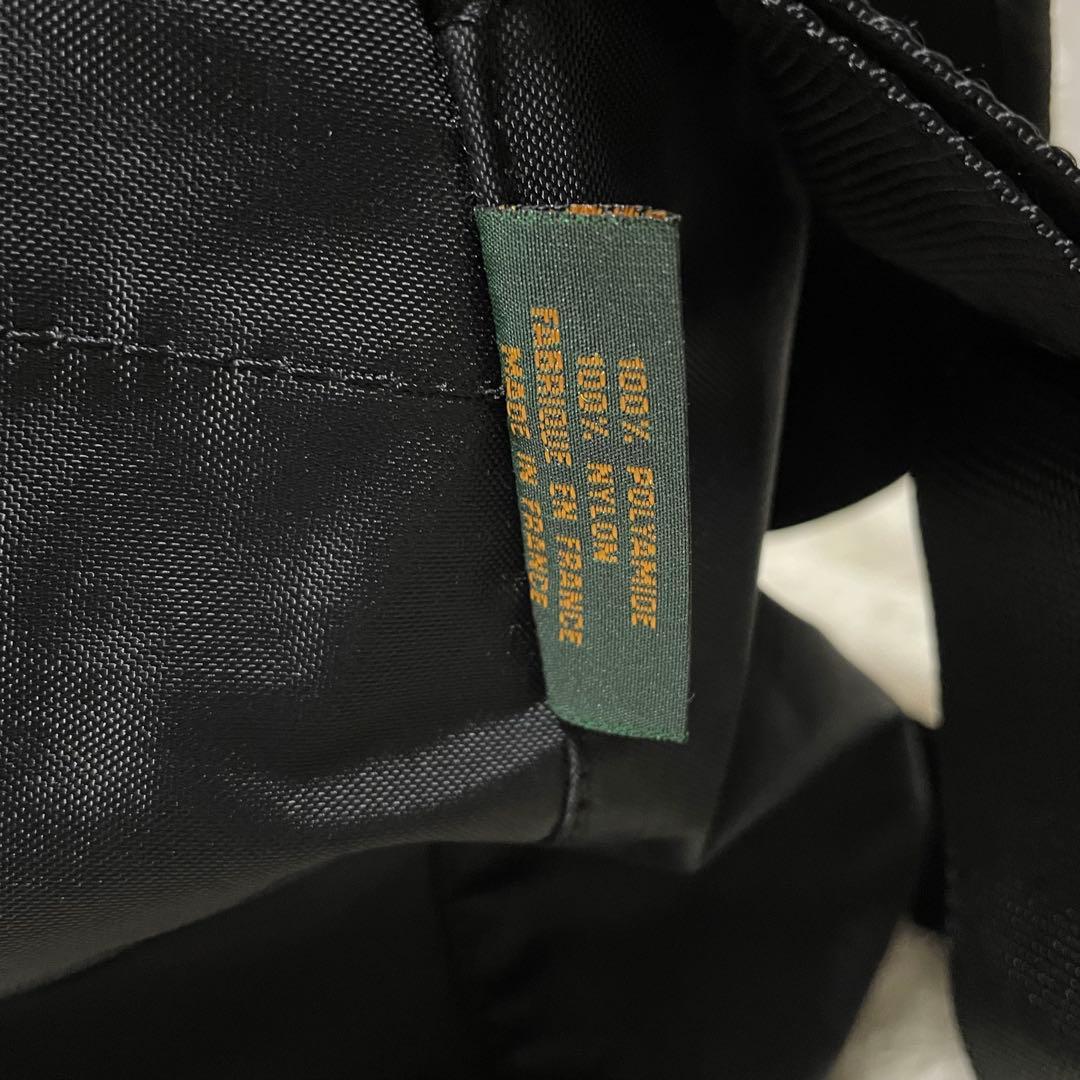 100% POLYAMIDE
100% NYLON
FABRIQUE EN FRANCE
MADE IN FRANCE